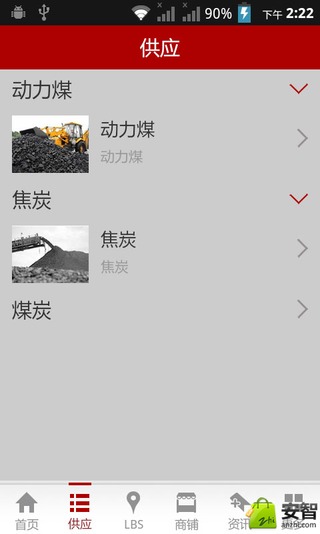 90% 下午 2:22
供应
动力煤
动力煤
动力煤
焦炭
焦炭
焦炭
煤炭
首页 供应 LBS 商铺 资讯
安智
anzhi.com
zhi